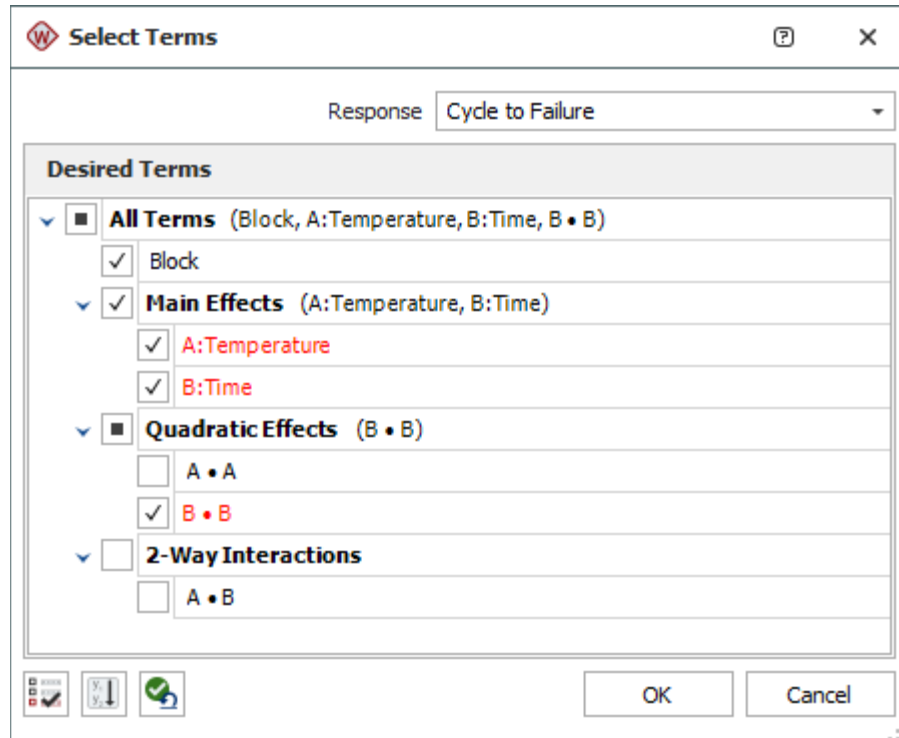 Select Terms
Response Cycle to Failure
Desired Terms
All Terms (Block, A:Temperature, B:Time, B • B)
Block
Main Effects (A:Temperature, B:Time)
A:Temperature
B:Time
Quadratic Effects (B • B)
A • A
B • B
2-Way Interactions
A • B
OK Cancel